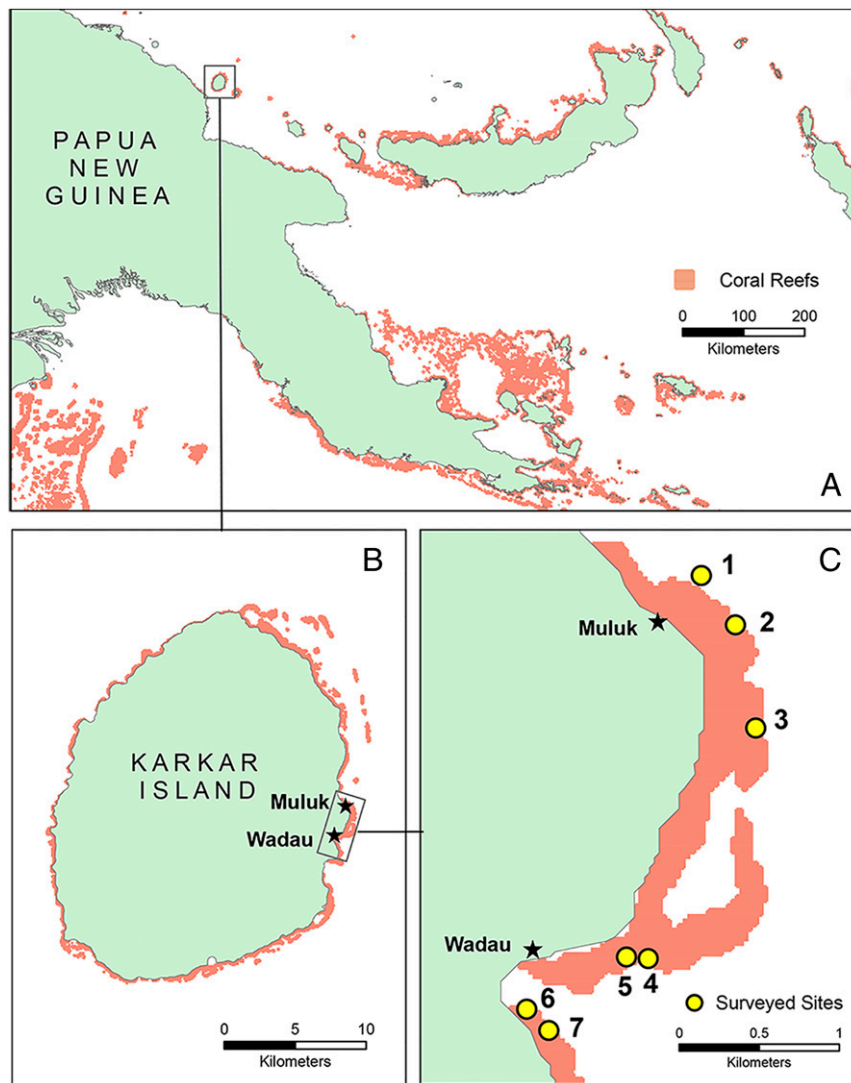 PAPUA
NEW
GUINEA
Coral Reefs
0 100 200
Kilometers
A
B
KARKAR
ISLAND
Muluk
Wadau
0 5 10
Kilometers
C
1
Muluk
2
3
Wadau
5 4
6
7
Surveyed Sites
0 0.5 1
Kilometers